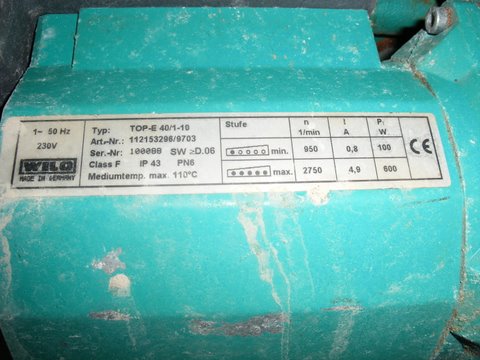 1~ 50 Hz
230V
WILO
MADE IN GERMANY
Typ: TOP-E 40/1-10
Art.-Nr.: 112153298/9703
Ser.-Nr: 100088 SW ≥D.06
Class F IP 43 PN6
Mediumtemp. max. 110°C
Stufe n I P₁
1/min A W
min. 950 0,8 100
max. 2750 4,9 600